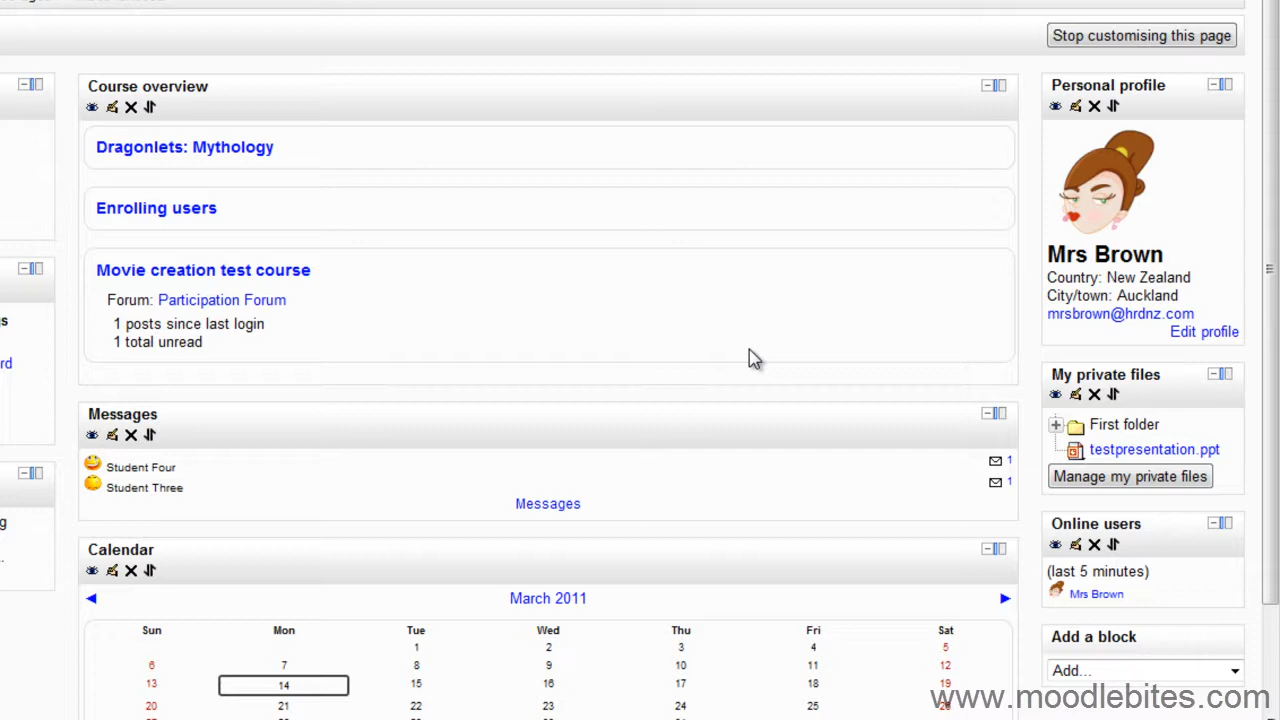 Stop customising this page
Course overview
Dragonlets: Mythology
Enrolling users
Movie creation test course
Forum: Participation Forum
1 posts since last login
1 total unread
Messages
Student Four 1
Student Three 1
Messages
Calendar
March 2011
Sun Mon Tue Wed Thu Fri Sat
1 2 3 4 5
6 7 8 9 10 11 12
13 14 15 16 17 18 19
20 21 22 23 24 25
Personal profile
Mrs Brown
Country: New Zealand
City/town: Auckland
mrsbrown@hrdnz.com
Edit profile
My private files
First folder
testpresentation.ppt
Manage my private files
Online users
(last 5 minutes)
Mrs Brown
Add a block
Add...
www.moodlebites.com